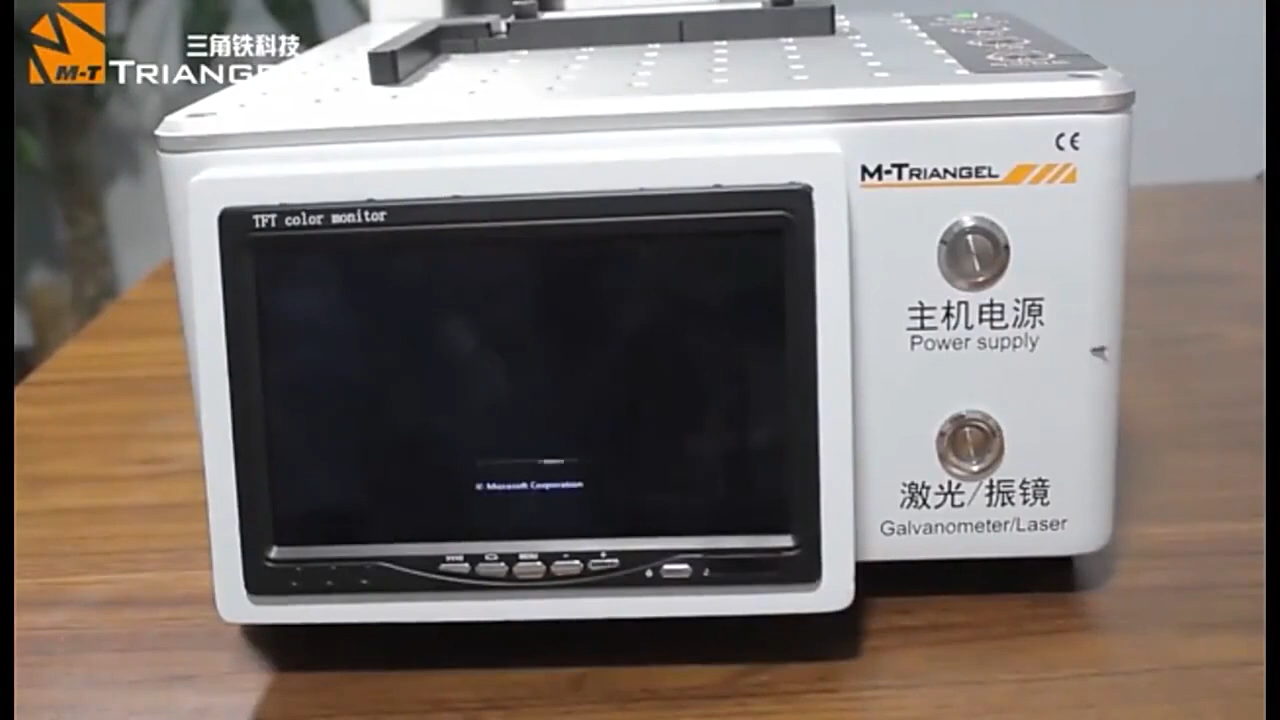 三角铁科技
M-T TRIANGEL
CE
M-TRIANGEL
TFT color monitor
主机电源
Power supply
© Microsoft Corporation
激光/振镜
Galvanometer/Laser
MENU
- +